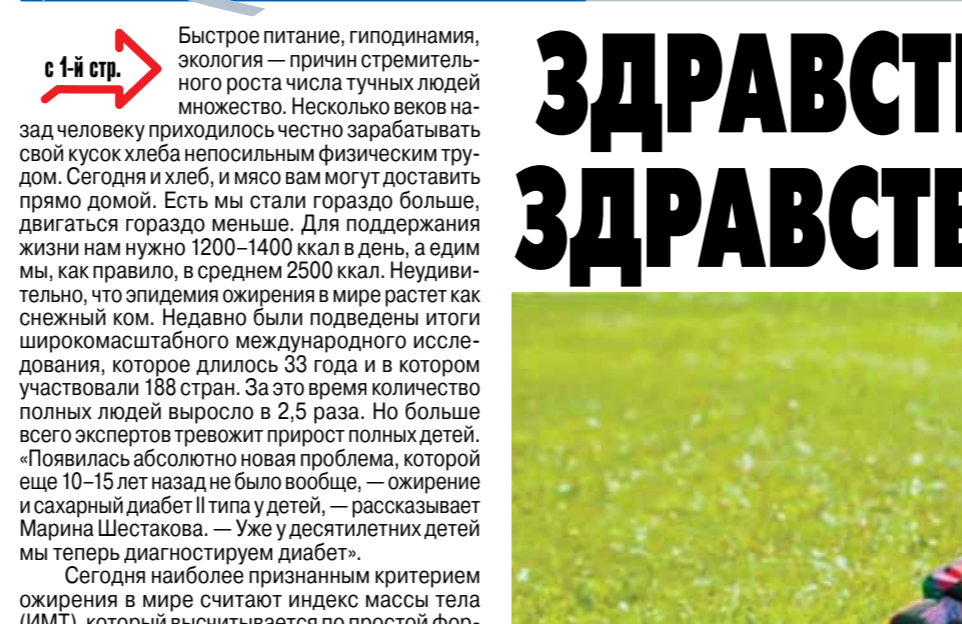 с 1-й стр.
Быстрое питание, гиподинамия,
экология — причин стремитель-
ного роста числа тучных людей
множество. Несколько веков на-
зад человеку приходилось честно зарабатывать
свой кусок хлеба непосильным физическим тру-
дом. Сегодня и хлеб, и мясо вам могут доставить
прямо домой. Есть мы стали гораздо больше,
двигаться гораздо меньше. Для поддержания
жизни нам нужно 1200–1400 ккал в день, а едим
мы, как правило, в среднем 2500 ккал. Неудиви-
тельно, что эпидемия ожирения в мире растет как
снежный ком. Недавно были подведены итоги
широкомасштабного международного иссле-
дования, которое длилось 33 года и в котором
участвовали 188 стран. За это время количество
полных людей выросло в 2,5 раза. Но больше
всего экспертов тревожит прирост полных детей.
«Появилась абсолютно новая проблема, которой
еще 10–15 лет назад не было вообще, — ожирение
и сахарный диабет II типа у детей, — рассказывает
Марина Шестакова. — Уже у десятилетних детей
мы теперь диагностируем диабет».
Сегодня наиболее признанным критерием
ожирения в мире считают индекс массы тела
(ИМТ), который высчитывается по простой фор-
ЗДРАВСТ
ЗДРАВСТ